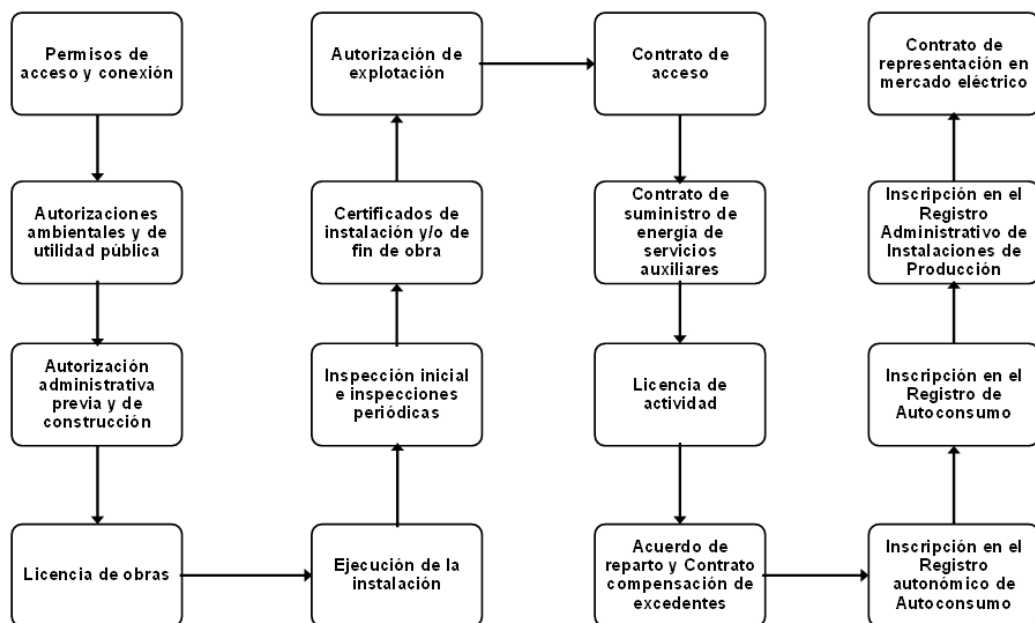 Permisos de
acceso y conexión
Autorizaciones
ambientales y de
utilidad pública
Autorización
administrativa
previa y de
construcción
Licencia de obras
Ejecución de la
instalación
Inspección inicial
e inspecciones
periódicas
Certificados de
instalación y/o de
fin de obra
Autorización de
explotación
Contrato de
acceso
Contrato de
suministro de
energía de
servicios
auxiliares
Licencia de
actividad
Acuerdo de
reparto y Contrato
compensación de
excedentes
Inscripción en el
Registro
autonómico de
Autoconsumo
Inscripción en el
Registro de
Autoconsumo
Inscripción en el
Registro
Administrativo de
Instalaciones de
Producción
Contrato de
representación en
mercado eléctrico